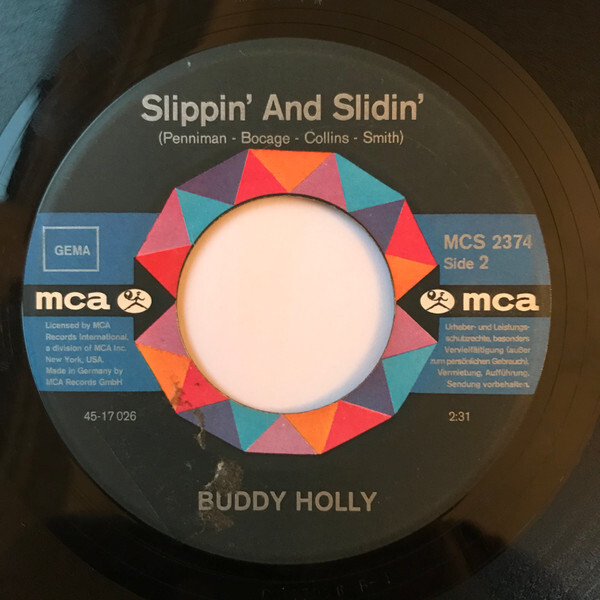 Slippin' And Slidin'
(Penniman - Bocage - Collins - Smith)
GEMA
MCS 2374
Side 2
mca
mca
Licensed by MCA
Records International,
a division of MCA Inc.
New York, USA.
Made in Germany by
MCA Records GmbH
Urheber- und Leistungs-
schutzrechte, besonders
Vervielfältigung (außer
zum persönlichen Gebrauch),
Vermietung, Aufführung,
Sendung vorbehalten.
45-17 026
2:31
BUDDY HOLLY